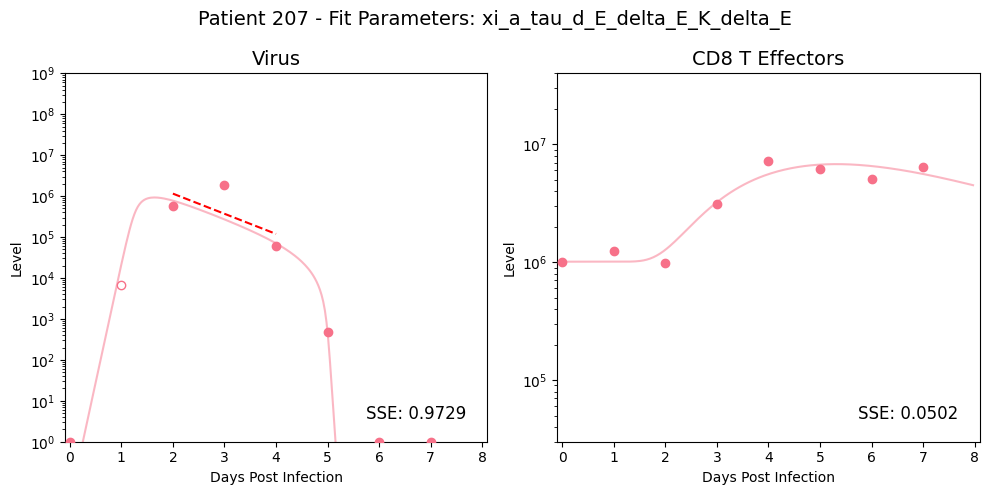 Patient 207 - Fit Parameters: xi_a_tau_d_E_delta_E_K_delta_E
Virus
CD8 T Effectors
Level
10^9
10^8
10^7
10^6
10^5
10^4
10^3
10^2
10^1
10^0
SSE: 0.9729
0 1 2 3 4 5 6 7 8
Days Post Infection
Level
10^7
10^6
10^5
SSE: 0.0502
0 1 2 3 4 5 6 7 8
Days Post Infection